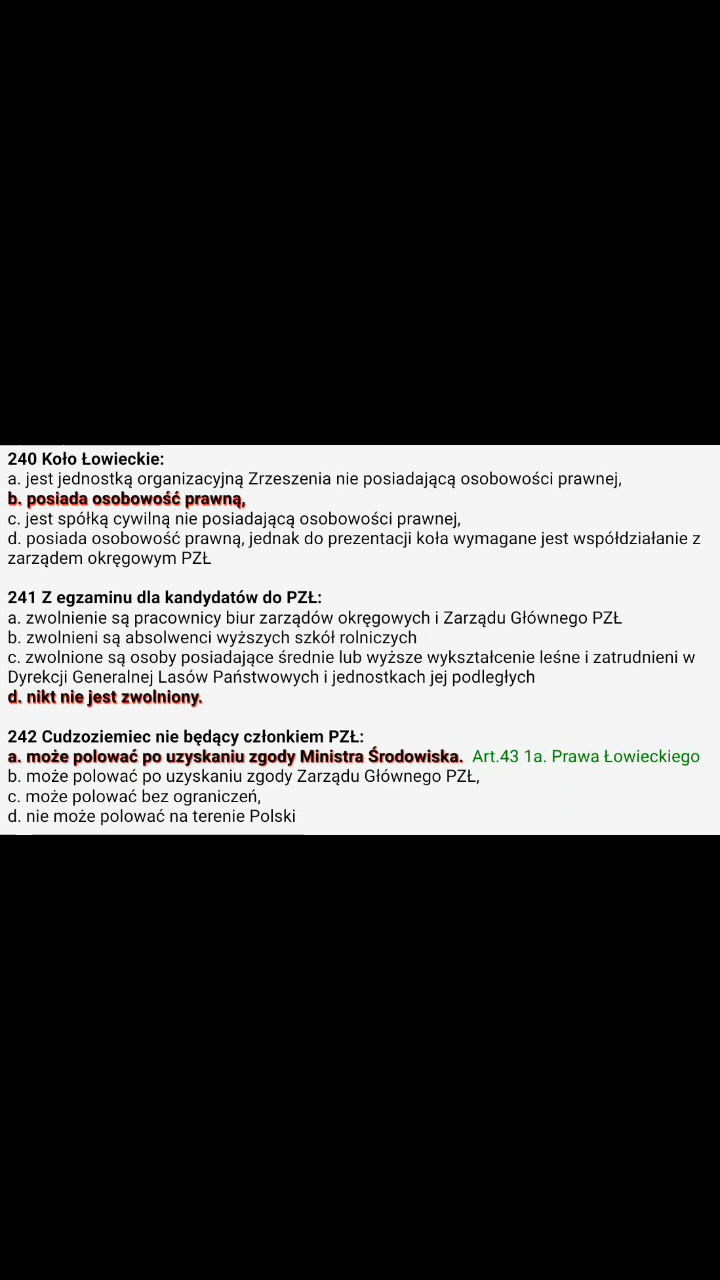 240 Koło Łowieckie:
a. jest jednostką organizacyjną Zrzeszenia nie posiadającą osobowości prawnej,
b. posiada osobowość prawną,
c. jest spółką cywilną nie posiadającą osobowości prawnej,
d. posiada osobowość prawną, jednak do prezentacji koła wymagane jest współdziałanie z
zarządem okręgowym PZŁ
241 Z egzaminu dla kandydatów do PZŁ:
a. zwolnienie są pracownicy biur zarządów okręgowych i Zarządu Głównego PZŁ
b. zwolnieni są absolwenci wyższych szkół rolniczych
c. zwolnione są osoby posiadające średnie lub wyższe wykształcenie leśne i zatrudnieni w
Dyrekcji Generalnej Lasów Państwowych i jednostkach jej podległych
d. nikt nie jest zwolniony.
242 Cudzoziemiec nie będący członkiem PZŁ:
a. może polować po uzyskaniu zgody Ministra Środowiska. Art.43 1a. Prawa Łowieckiego
b. może polować po uzyskaniu zgody Zarządu Głównego PZŁ,
c. może polować bez ograniczeń,
d. nie może polować na terenie Polski